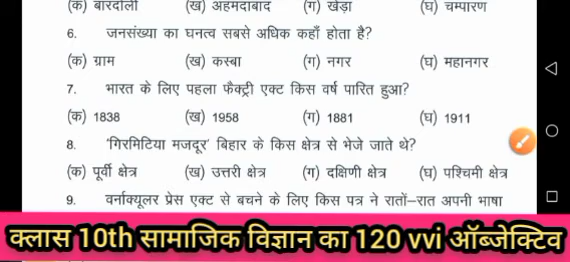 (क) बारदोली (ख) अहमदाबाद (ग) खेड़ा (घ) चम्पारण
6. जनसंख्या का घनत्व सबसे अधिक कहाँ होता है?
(क) ग्राम (ख) कस्बा (ग) नगर (घ) महानगर
7. भारत के लिए पहला फैक्ट्री एक्ट किस वर्ष पारित हुआ?
(क) 1838 (ख) 1958 (ग) 1881 (घ) 1911
8. 'गिरमिटिया मजदूर' बिहार के किस क्षेत्र से भेजे जाते थे?
(क) पूर्वी क्षेत्र (ख) उत्तरी क्षेत्र (ग) दक्षिणी क्षेत्र (घ) पश्चिमी क्षेत्र
9. वर्नाक्यूलर प्रेस एक्ट से बचने के लिए किस पत्र ने रातों-रात अपनी भाषा
क्लास 10th सामाजिक विज्ञान का 120 vvi ऑब्जेक्टिव